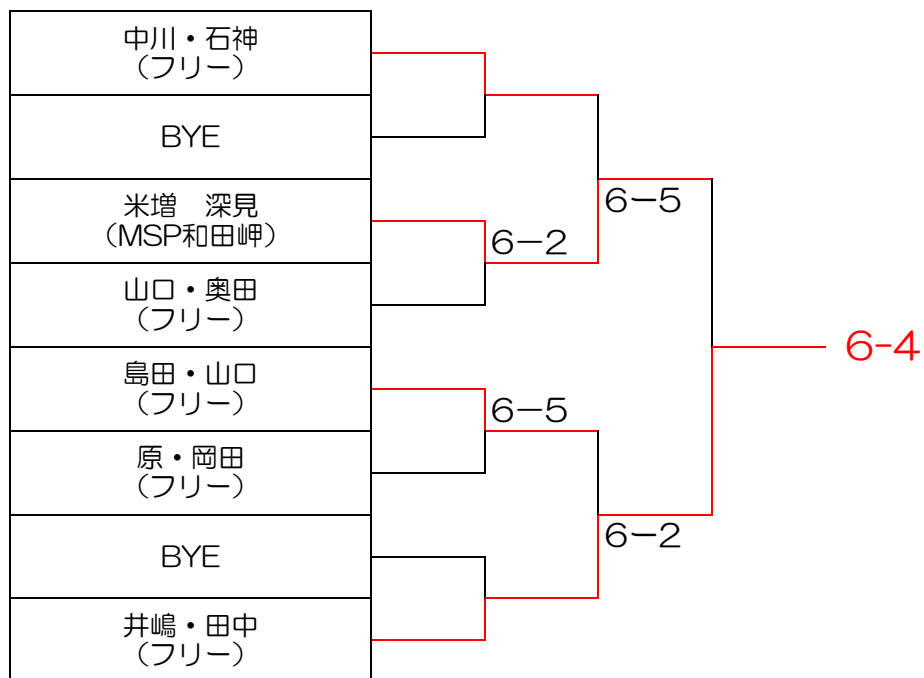 中川・石神
（フリー）
BYE
米増　深見
（MSP和田岬）
6－5
6－2
山口・奥田
（フリー）
6-4
島田・山口
（フリー）
6－5
原・岡田
（フリー）
6－2
BYE
井嶋・田中
（フリー）